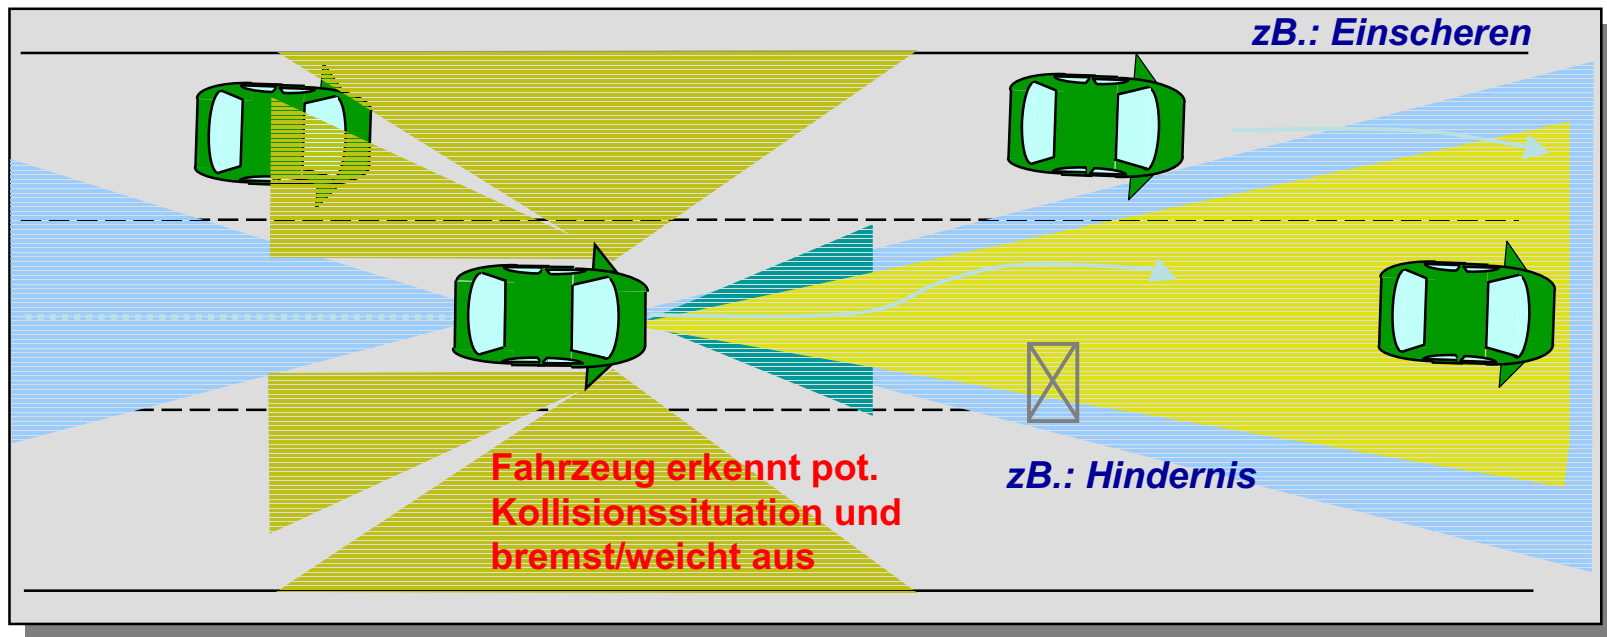 zB.: Einscheren
Fahrzeug erkennt pot.
Kollisionssituation und
bremst/weicht aus
zB.: Hindernis